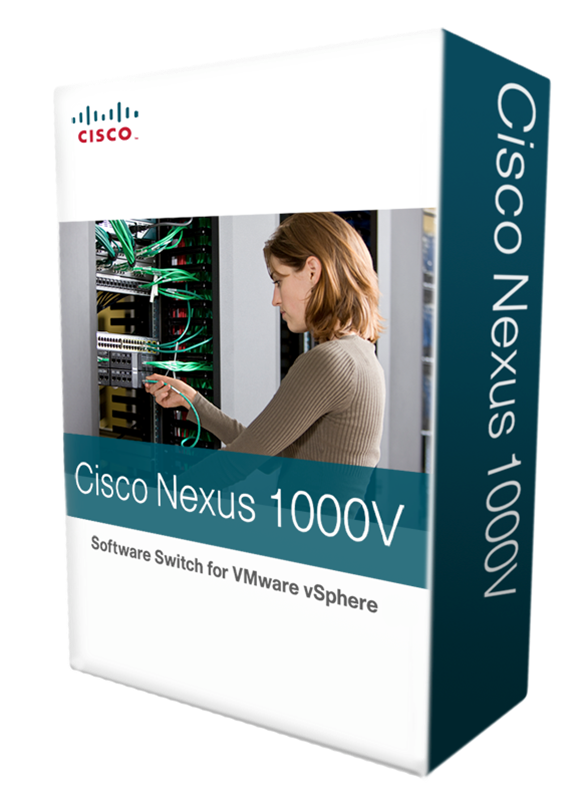 CISCO
Cisco Nexus 1000V
Software Switch for VMware vSphere
Cisco Nexus 1000V